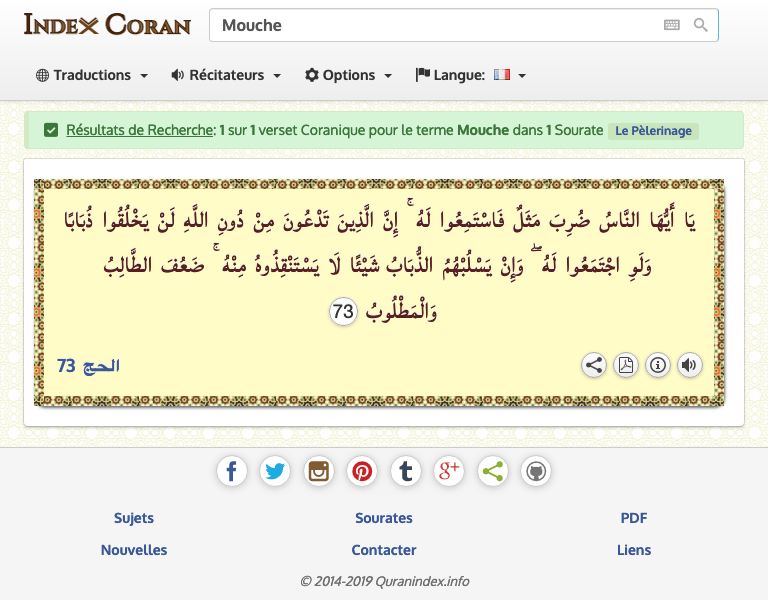 Index Coran
Mouche
Traductions
Récitateurs
Options
Langue:
Résultats de Recherche: 1 sur 1 verset Coranique pour le terme Mouche dans 1 Sourate Le Pèlerinage
يَا أَيُّهَا النَّاسُ ضُرِبَ مَثَلٌ فَاسْتَمِعُوا لَهُ ۚ إِنَّ الَّذِينَ تَدْعُونَ مِنْ دُونِ اللَّهِ لَنْ يَخْلُقُوا ذُبَابًا
وَلَوِ اجْتَمَعُوا لَهُ ۖ وَإِنْ يَسْلُبْهُمُ الذُّبَابُ شَيْئًا لَا يَسْتَنْقِذُوهُ مِنْهُ ۚ ضَعُفَ الطَّالِبُ
وَالْمَطْلُوبُ 73
الحج 73
Sujets
Sourates
PDF
Nouvelles
Contacter
Liens
© 2014-2019 Quranindex.info